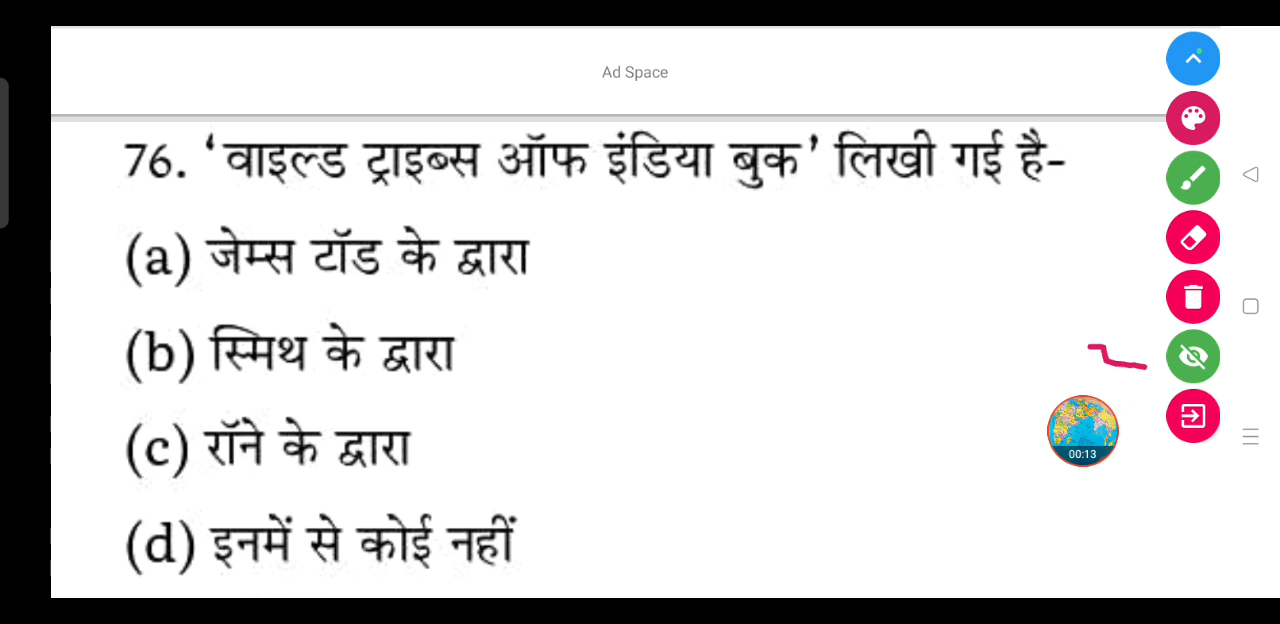 Ad Space
76. ‘वाइल्ड ट्राइब्स ऑफ इंडिया बुक’ लिखी गई है-
(a) जेम्स टॉड के द्वारा
(b) स्मिथ के द्वारा
(c) रॉने के द्वारा
(d) इनमें से कोई नहीं
00:13